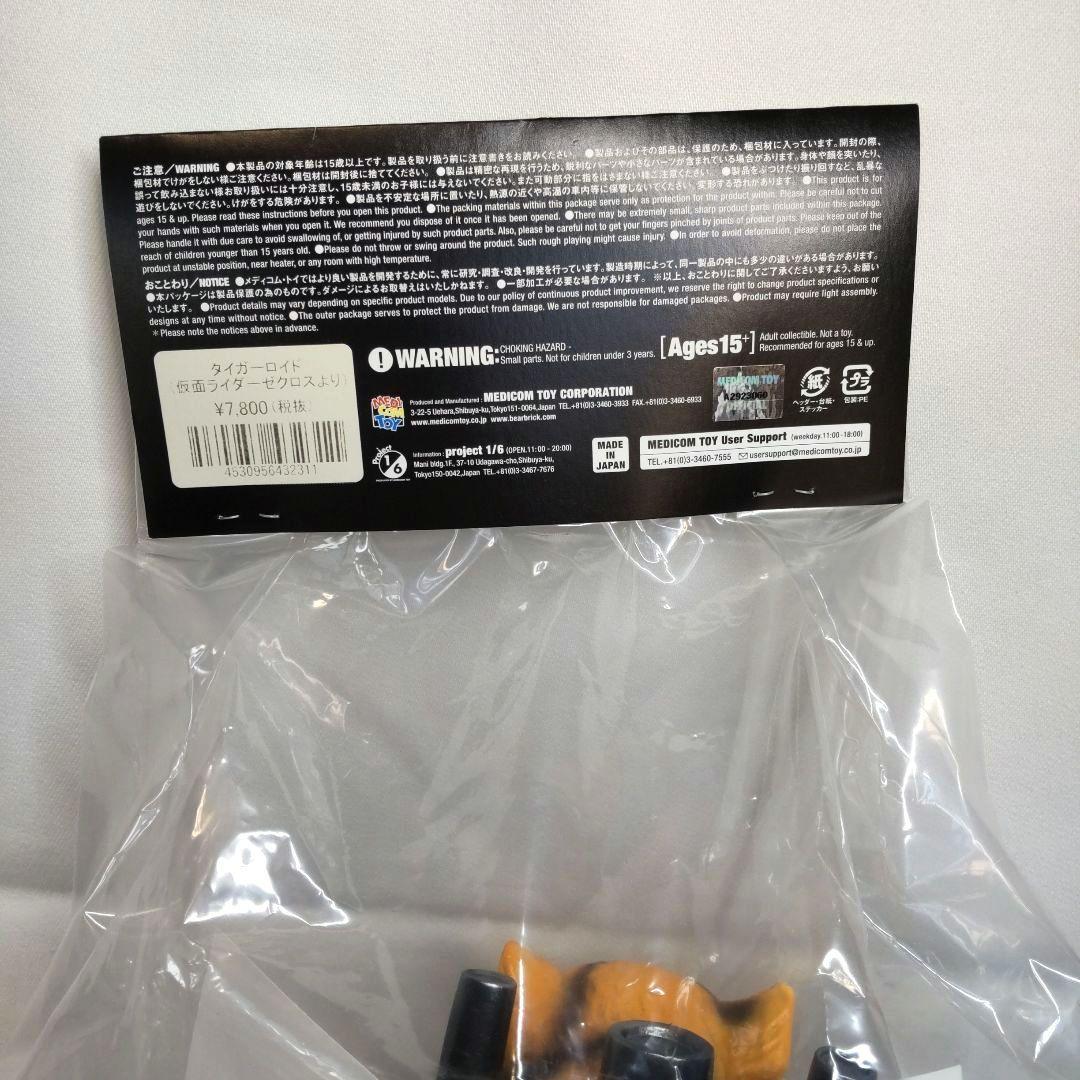 ご注意／WARNING ●本製品の対象年齢は15歳以上です。製品を取り扱う前に注意書きをお読みください。 ●製品およびその部品は、保護のため、梱包材に入っています。開封の際、
梱包材でけがをしない様ご注意ください。梱包材は開封後に捨ててください。 ●製品は精密な再現を行うため、鋭利なパーツや小さなパーツが含まれている場合があります。身体や顔を突いたり、
誤って飲み込まない様お取り扱いには十分注意し、15歳未満のお子様には与えないでください。また可動部分に指をはさまない様ご注意ください。 ●製品をぶつけたり振り回すなど、乱暴な
遊びをしないでください。けがをする危険があります。 ●製品を不安定な場所に置いたり、熱源の近くや高温の車内等に保管しないでください。変形する恐れがあります。 ●This product is for
ages 15 & up. Please read these instructions before you open this product. ●The packing materials within this package serve only as protection for the product within. Please be careful not to cut
your hands with such materials when you open it. We recommend you dispose of it once it has been opened. ●There may be extremely small, sharp product parts included within this package.
Please handle it with due care to avoid swallowing of, or getting injured by such product parts. Also, please be careful not to get your fingers pinched by joints of product parts. Please keep out of the
reach of children younger than 15 years old. ●Please do not throw or swing around the product. Such rough playing might cause injury. ●In order to avoid deformation, please do not place the
product at unstable position, near heater, or any room with high temperature.
おことわり／NOTICE ●メディコム・トイではより良い製品を開発するために、常に研究・調査・改良・開発を行っています。製造時期によって、同一製品の中にも多少の違いがある場合があります。
●本パッケージは製品保護の為のものです。ダメージによるお取替えはいたしかねます。 ●一部加工が必要な場合があります。 ※以上、おことわりに関してご了承くださいますよう、お願い
いたします。 ●Product details may vary depending on specific product models. Due to our policy of continuous product improvement, we reserve the right to change product specifications or
designs at any time without notice. ●The outer package serves to protect the product from damage. We are not responsible for damaged packages. ●Product may require light assembly.
＊Please note the notices above in advance.
タイガーロイド
(仮面ライダーゼクロスより)
¥7,800(税抜)
4530956432311
WARNING: CHOKING HAZARD -
Small parts. Not for children under 3 years.
[Ages15+] Adult collectible. Not a toy.
Recommended for ages 15 & up.
MEDI COM TOY
Produced and Manufactured : MEDICOM TOY CORPORATION
3-22-5 Uehara,Shibuya-ku,Tokyo151-0064,Japan TEL.+81(0)3-3460-3933 FAX.+81(0)3-3460-6933
www.medicomtoy.co.jp www.bearbrick.com
MEDICOM TOY
A2923060
OFFICIAL
紙
ヘッダー・台紙・
ステッカー
プラ
包装:PE
Project 1/6
Information : project 1/6 (OPEN.11:00 - 20:00)
Mani bldg.1F, 37-10 Udagawa-cho,Shibuya-ku,
Tokyo150-0042,Japan TEL.+81(0)3-3467-7676
MADE
IN
JAPAN
MEDICOM TOY User Support (weekday.11:00-18:00)
TEL.+81(0)3-3460-7555 usersupport@medicomtoy.co.jp